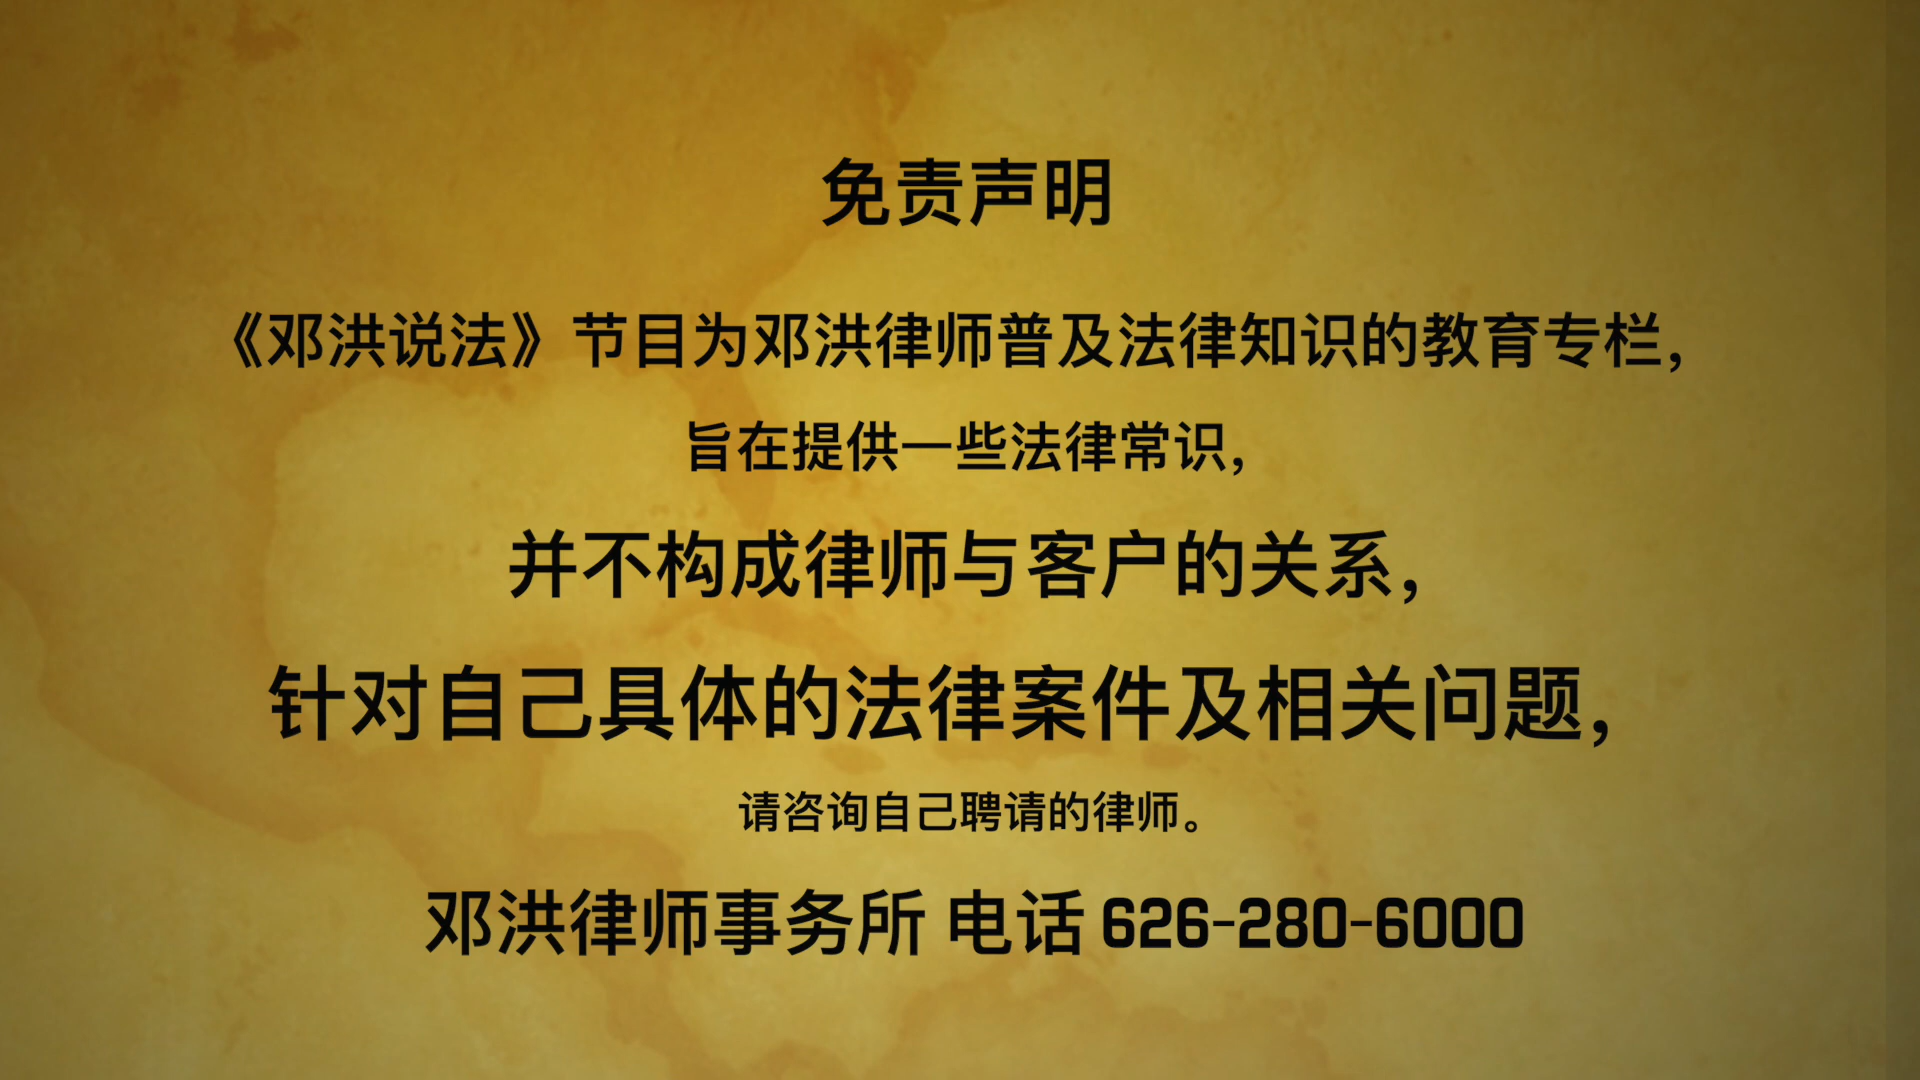 免责声明
《邓洪说法》节目为邓洪律师普及法律知识的教育专栏，
旨在提供一些法律常识，
并不构成律师与客户的关系，
针对自己具体的法律案件及相关问题，
请咨询自己聘请的律师。
邓洪律师事务所 电话 626-280-6000